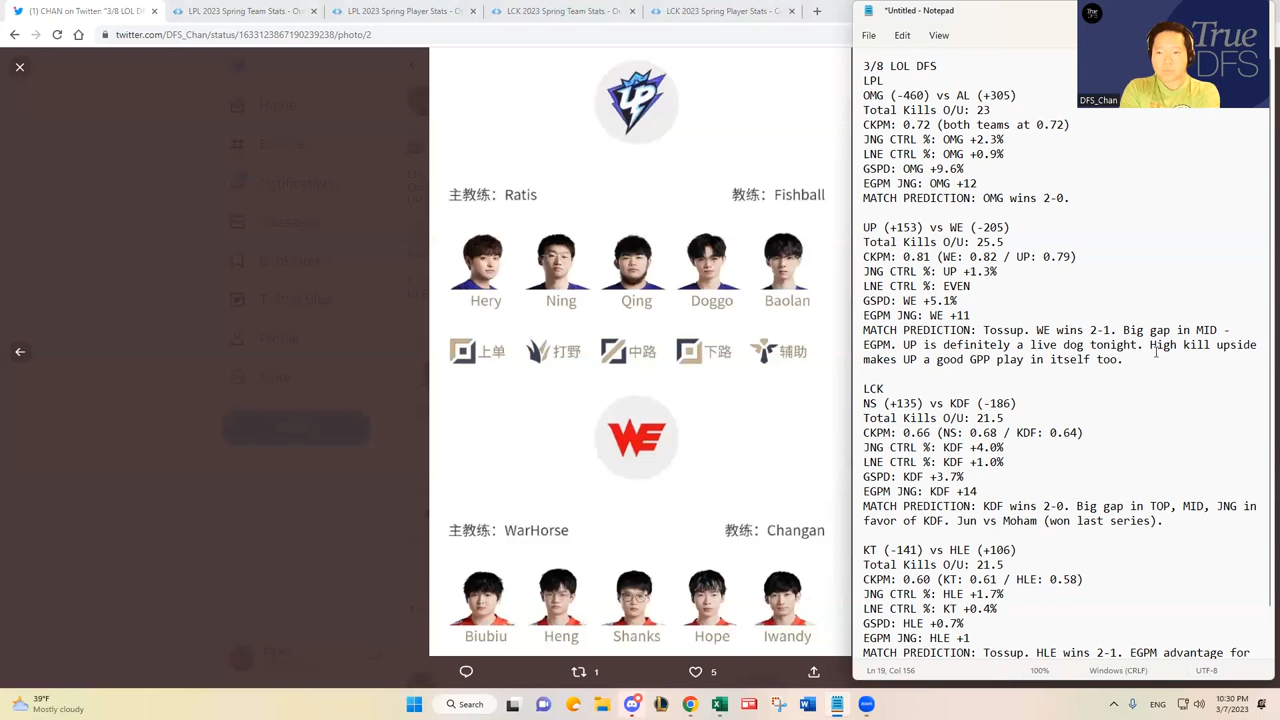 (1) CHAN on Twitter: "3/8 LOL DF
LPL 2023 Spring Team Stats - Or
LPL 2023 Spring Player Stats - O
LCK 2023 Spring Team Stats - O
LCK 2023 Spring Player Stats - O
twitter.com/DFS_Chan/status/1633123867190239238/photo/2
UP
主教练：Ratis
教练：Fishball
Hery
Ning
Qing
Doggo
Baolan
上单
打野
中路
下路
辅助
WE
主教练：WarHorse
教练：Changan
Biubiu
Heng
Shanks
Hope
Iwandy
1
5
*Untitled - Notepad
File
Edit
View
3/8 LOL DFS
LPL
OMG (-460) vs AL (+305)
Total Kills O/U: 23
CKPM: 0.72 (both teams at 0.72)
JNG CTRL %: OMG +2.3%
LNE CTRL %: OMG +0.9%
GSPD: OMG +9.6%
EGPM JNG: OMG +12
MATCH PREDICTION: OMG wins 2-0.
UP (+153) vs WE (-205)
Total Kills O/U: 25.5
CKPM: 0.81 (WE: 0.82 / UP: 0.79)
JNG CTRL %: UP +1.3%
LNE CTRL %: EVEN
GSPD: WE +5.1%
EGPM JNG: WE +11
MATCH PREDICTION: Tossup. WE wins 2-1. Big gap in MID -
EGPM. UP is definitely a live dog tonight. High kill upside
makes UP a good GPP play in itself too.
LCK
NS (+135) vs KDF (-186)
Total Kills O/U: 21.5
CKPM: 0.66 (NS: 0.68 / KDF: 0.64)
JNG CTRL %: KDF +4.0%
LNE CTRL %: KDF +1.0%
GSPD: KDF +3.7%
EGPM JNG: KDF +14
MATCH PREDICTION: KDF wins 2-0. Big gap in TOP, MID, JNG in
favor of KDF. Jun vs Moham (won last series).
KT (-141) vs HLE (+106)
Total Kills O/U: 21.5
CKPM: 0.60 (KT: 0.61 / HLE: 0.58)
JNG CTRL %: HLE +1.7%
LNE CTRL %: KT +0.4%
GSPD: HLE +0.7%
EGPM JNG: HLE +1
MATCH PREDICTION: Tossup. HLE wins 2-1. EGPM advantage for
Ln 19, Col 156
100%
Windows (CRLF)
UTF-8
True
DFS
DFS_Chan
39°F
Mostly cloudy
Search
ENG
10:30 PM
3/7/2023